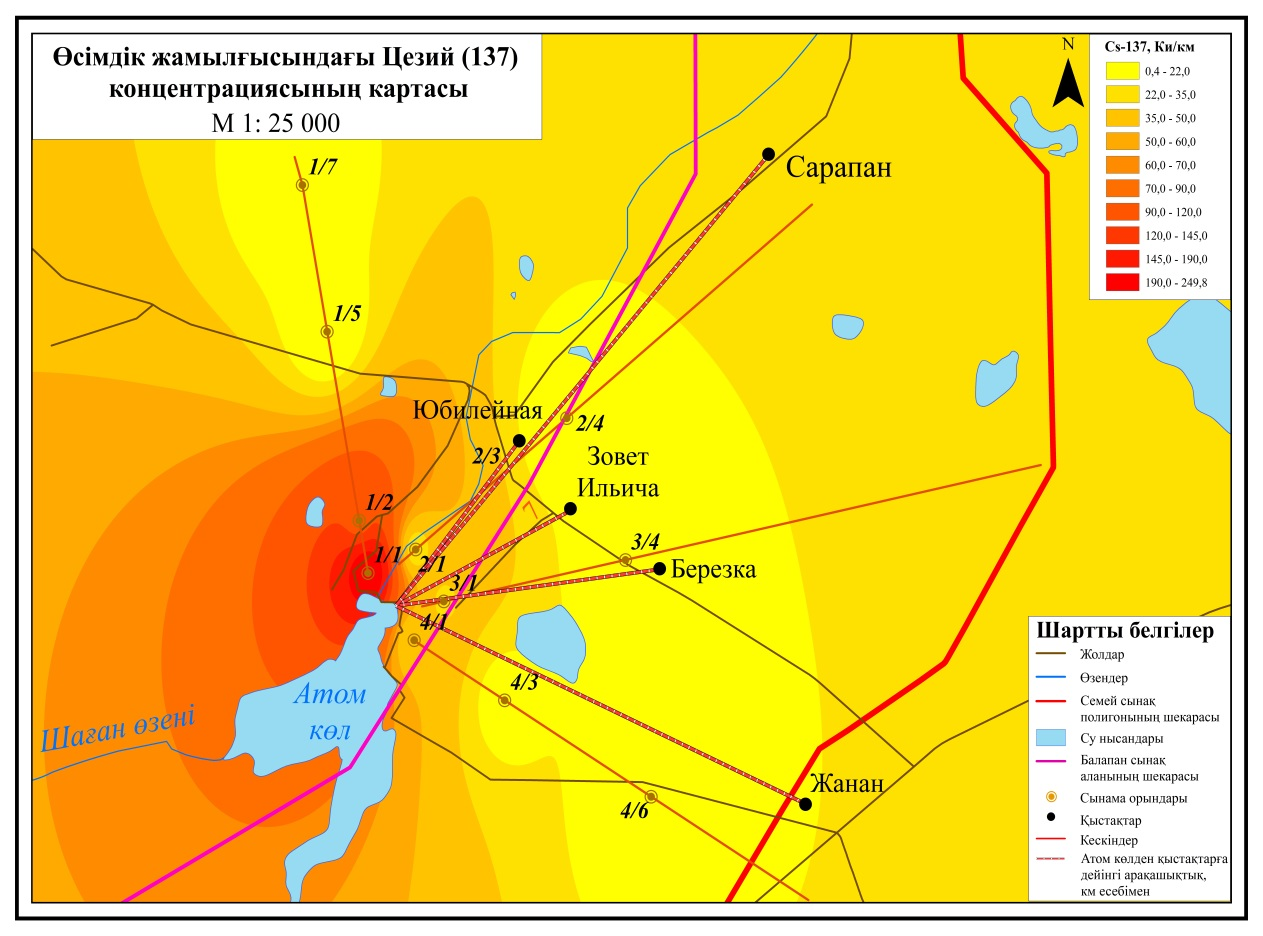 Өсімдік жамылғысындағы Цезий (137)
концентрациясының картасы
М 1: 25 000
N
Cs-137, Ки/км
0,4 - 22,0
22,0 - 35,0
35,0 - 50,0
50,0 - 60,0
60,0 - 70,0
70,0 - 90,0
90,0 - 120,0
120,0 - 145,0
145,0 - 190,0
190,0 - 249,8
1/7
Сарапан
1/5
Юбилейная
2/4
2/3
Зовет
Ильича
1/2
7
3/4
1/1
2/1
Березка
3/1
4/1
4/3
Атом
көл
Шаған өзені
Жанан
4/6
Шартты белгілер
Жолдар
Өзендер
Семей сынақ
полигонының шекарасы
Су нысандары
Балапан сынақ
аланының шекарасы
Сынама орындары
Қыстақтар
Кескіндер
Атом көлден қыстақтарға
дейінгі арақашықтық,
км есебімен